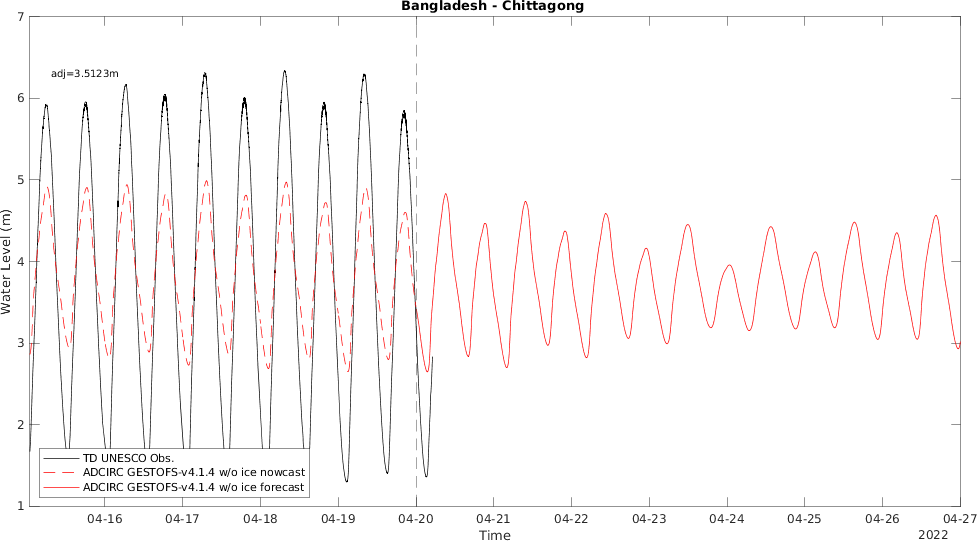 Bangladesh - Chittagong
7
adj=3.5123m
6
5
4
3
2
1
Water Level (m)
TD UNESCO Obs.
ADCIRC GESTOFS-v4.1.4 w/o ice nowcast
ADCIRC GESTOFS-v4.1.4 w/o ice forecast
04-16 04-17 04-18 04-19 04-20 04-21 04-22 04-23 04-24 04-25 04-26 04-27
Time
2022